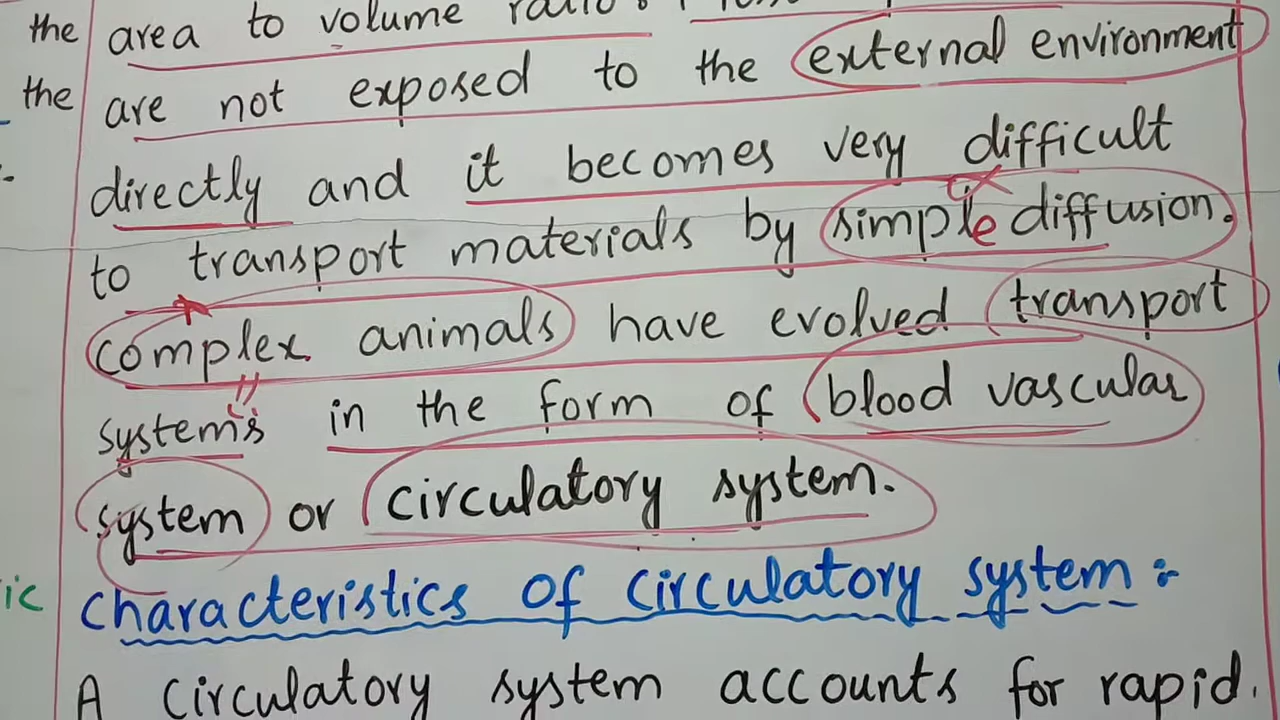 the area to volume ratio.
the are not exposed to the external environment
directly and it becomes very difficult
to transport materials by simple diffusion.
complex animals have evolved transport
systems in the form of blood vascular
system or circulatory system.
ic characteristics of circulatory system :-
A circulatory system accounts for rapid.